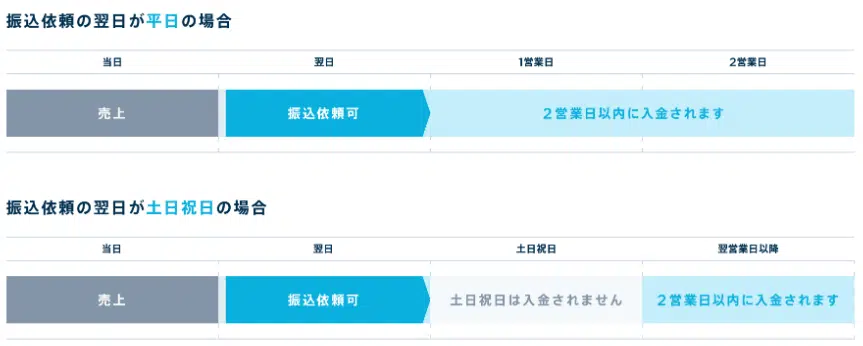 振込依頼の翌日が平日の場合
当日 翌日 1営業日 2営業日
売上 振込依頼可 2営業日以内に入金されます
振込依頼の翌日が土日祝日の場合
当日 翌日 土日祝日 翌営業日以降
売上 振込依頼可 土日祝日は入金されません 2営業日以内に入金されます